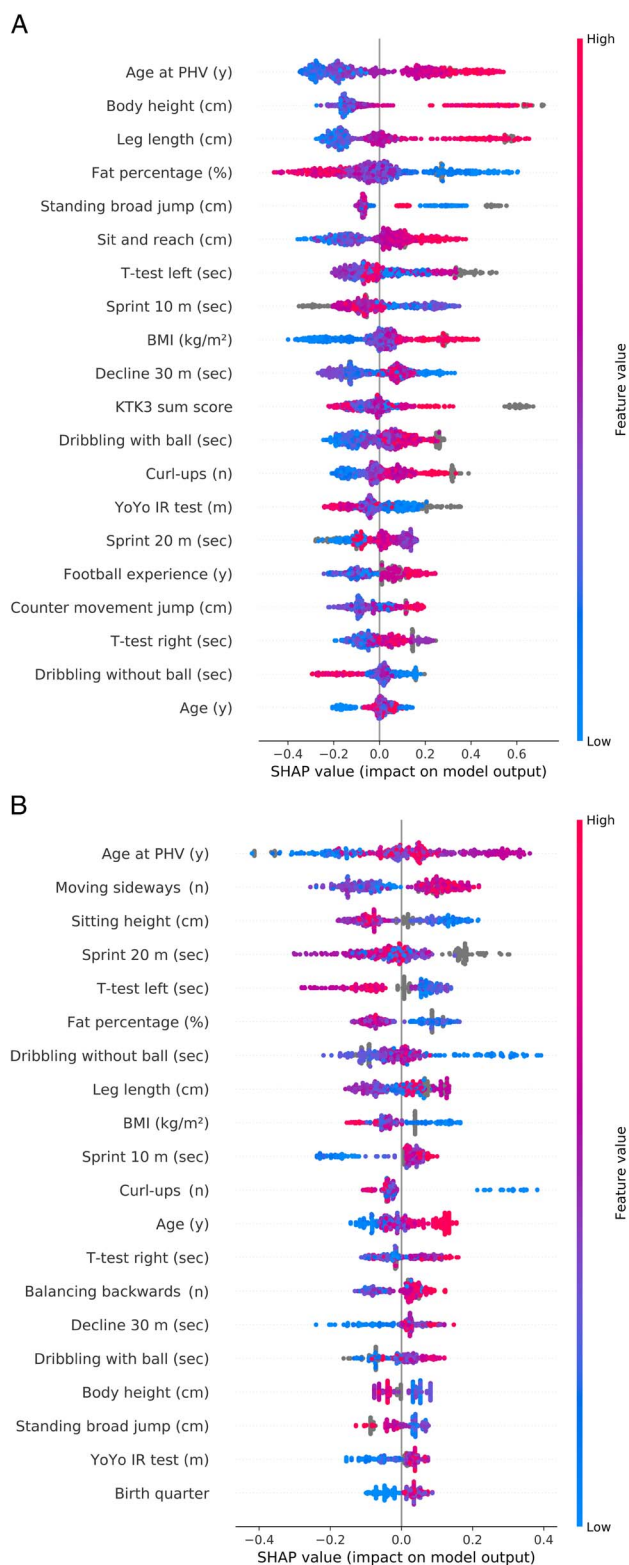 A
High
Age at PHV (y)
Body height (cm)
Leg length (cm)
Fat percentage (%)
Standing broad jump (cm)
Sit and reach (cm)
T-test left (sec)
Sprint 10 m (sec)
BMI (kg/m²)
Decline 30 m (sec)
KTK3 sum score
Dribbling with ball (sec)
Curl-ups (n)
YoYo IR test (m)
Sprint 20 m (sec)
Football experience (y)
Counter movement jump (cm)
T-test right (sec)
Dribbling without ball (sec)
Age (y)
Feature value
Low
−0.4 −0.2 0.0 0.2 0.4 0.6
SHAP value (impact on model output)
B
High
Age at PHV (y)
Moving sideways (n)
Sitting height (cm)
Sprint 20 m (sec)
T-test left (sec)
Fat percentage (%)
Dribbling without ball (sec)
Leg length (cm)
BMI (kg/m²)
Sprint 10 m (sec)
Curl-ups (n)
Age (y)
T-test right (sec)
Balancing backwards (n)
Decline 30 m (sec)
Dribbling with ball (sec)
Body height (cm)
Standing broad jump (cm)
YoYo IR test (m)
Birth quarter
Feature value
Low
−0.4 −0.2 0.0 0.2 0.4
SHAP value (impact on model output)